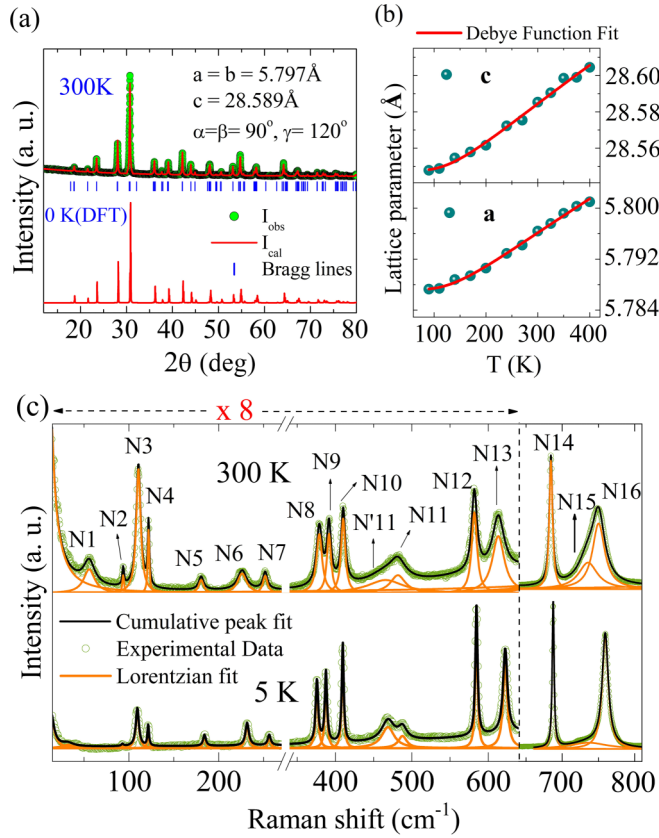 (a)
300K
a = b = 5.797Å
c = 28.589Å
α=β= 90°, γ= 120°
0 K(DFT)
I_obs
I_cal
Bragg lines
Intensity (a. u.)
20 30 40 50 60 70 80
2θ (deg)
(b)
Debye Function Fit
c
28.60
28.58
28.56
a
5.800
5.792
5.784
Lattice parameter (Å)
100 200 300 400
T (K)
(c)
x 8
300 K
N1 N2 N3 N4 N5 N6 N7 N8 N9 N10 N'11 N11 N12 N13 N14 N15 N16
Cumulative peak fit
Experimental Data
Lorentzian fit
5 K
Intensity (a. u.)
100 200 400 500 600 700 800
Raman shift (cm⁻¹)